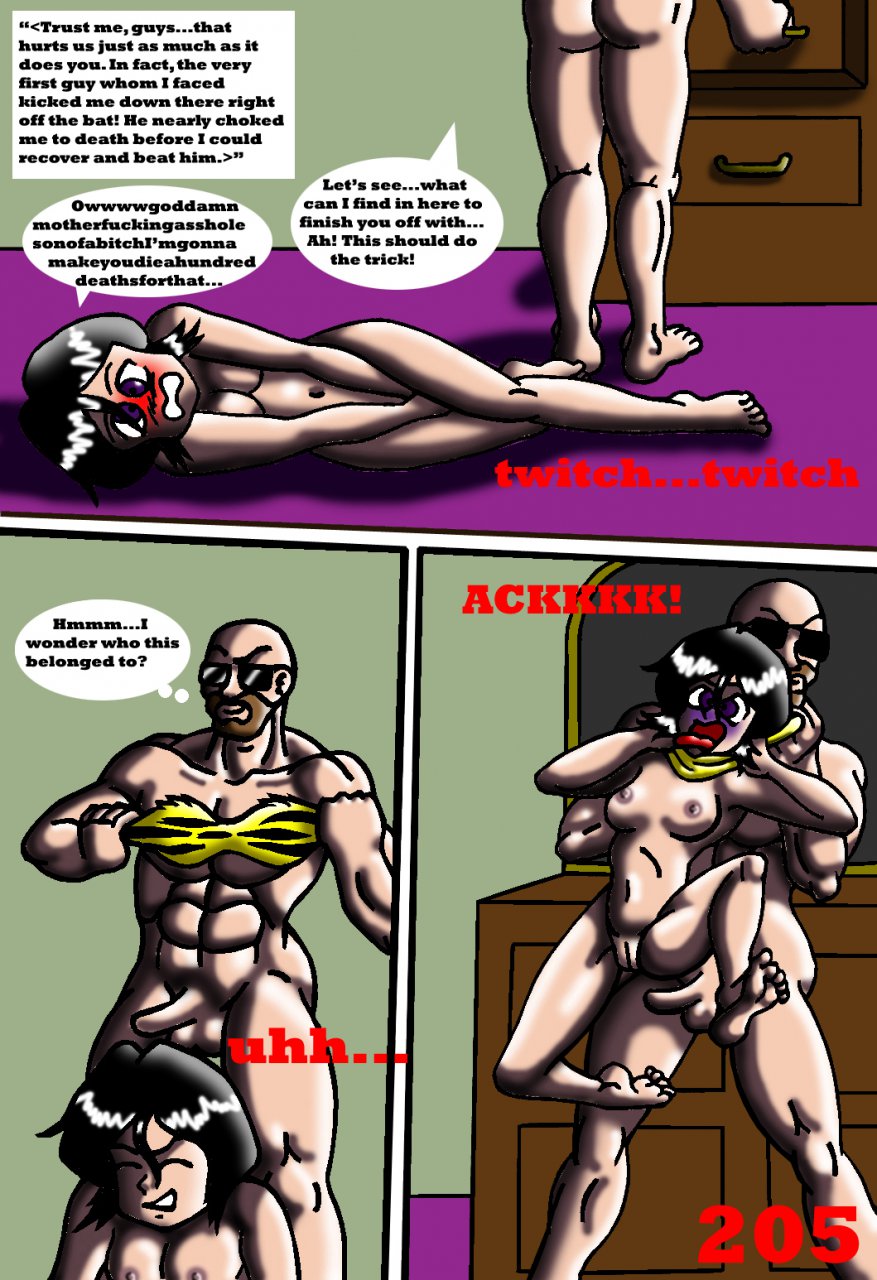 “<Trust me, guys...that
hurts us just as much as it
does you. In fact, the very
first guy whom I faced
kicked me down there right
off the bat! He nearly choked
me to death before I could
recover and beat him.>”
Let’s see...what
can I find in here to
finish you off with...
Ah! This should do
the trick!
Owwwwgoddamn
motherfuckingasshole
sonofabitchI’mgonna
makeyoudieahundred
deathsforthat...
twitch...twitch
Hmmm...I
wonder who this
belonged to?
uhh...
ACKKKK!
205